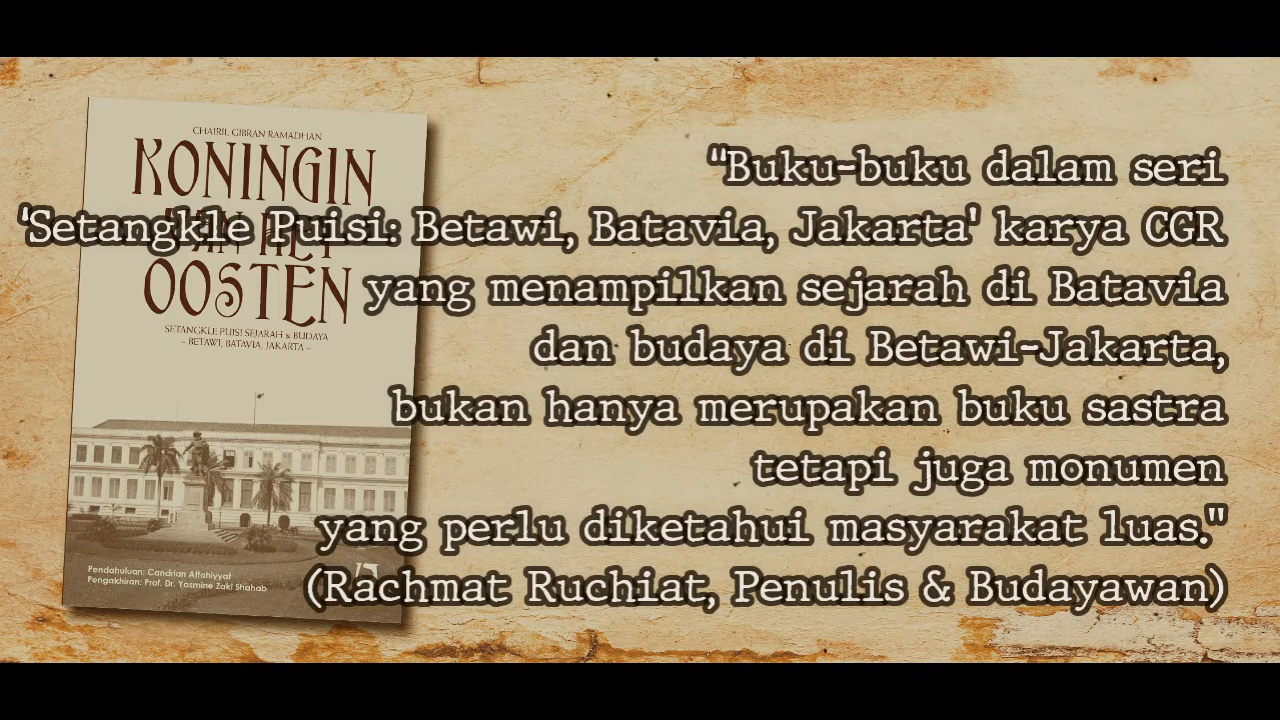 CHAIRIL GIBRAN RAMADHAN
KONINGIN
OOSTEN
SETANGKLE PUISI SEJARAH & BUDAYA
~ BETAWI, BATAVIA, JAKARTA ~
Pendahuluan: Candrian Attahiyyat
Pengakhiran: Prof. Dr. Yasmine Zaki Shahab
"Buku-buku dalam seri
'Setangkle Puisi: Betawi, Batavia, Jakarta' karya CGR
yang menampilkan sejarah di Batavia
dan budaya di Betawi-Jakarta,
bukan hanya merupakan buku sastra
tetapi juga monumen
yang perlu diketahui masyarakat luas."
(Rachmat Ruchiat, Penulis & Budayawan)